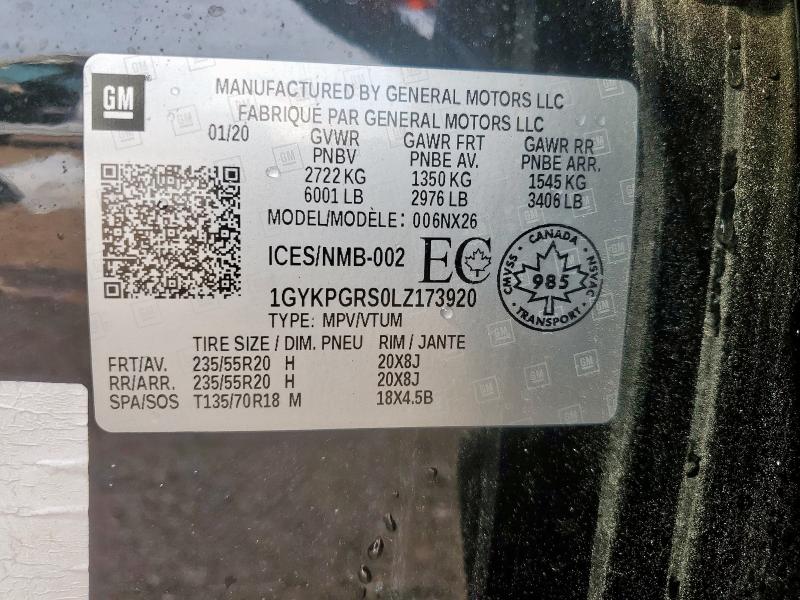 GM
MANUFACTURED BY GENERAL MOTORS LLC
FABRIQUÉ PAR GENERAL MOTORS LLC
01/20 GVWR GAWR FRT GAWR RR
PNBV PNBE AV. PNBE ARR.
2722 KG 1350 KG 1545 KG
6001 LB 2976 LB 3406 LB
MODEL/MODÈLE: 006NX26
ICES/NMB-002 EC
CANADA
CMVSS 985 NSVAC
TRANSPORT
1GYKPGRS0LZ173920
TYPE: MPV/VTUM
TIRE SIZE / DIM. PNEU RIM / JANTE
FRT/AV. 235/55R20 H 20X8J
RR/ARR. 235/55R20 H 20X8J
SPA/SOS T135/70R18 M 18X4.5B